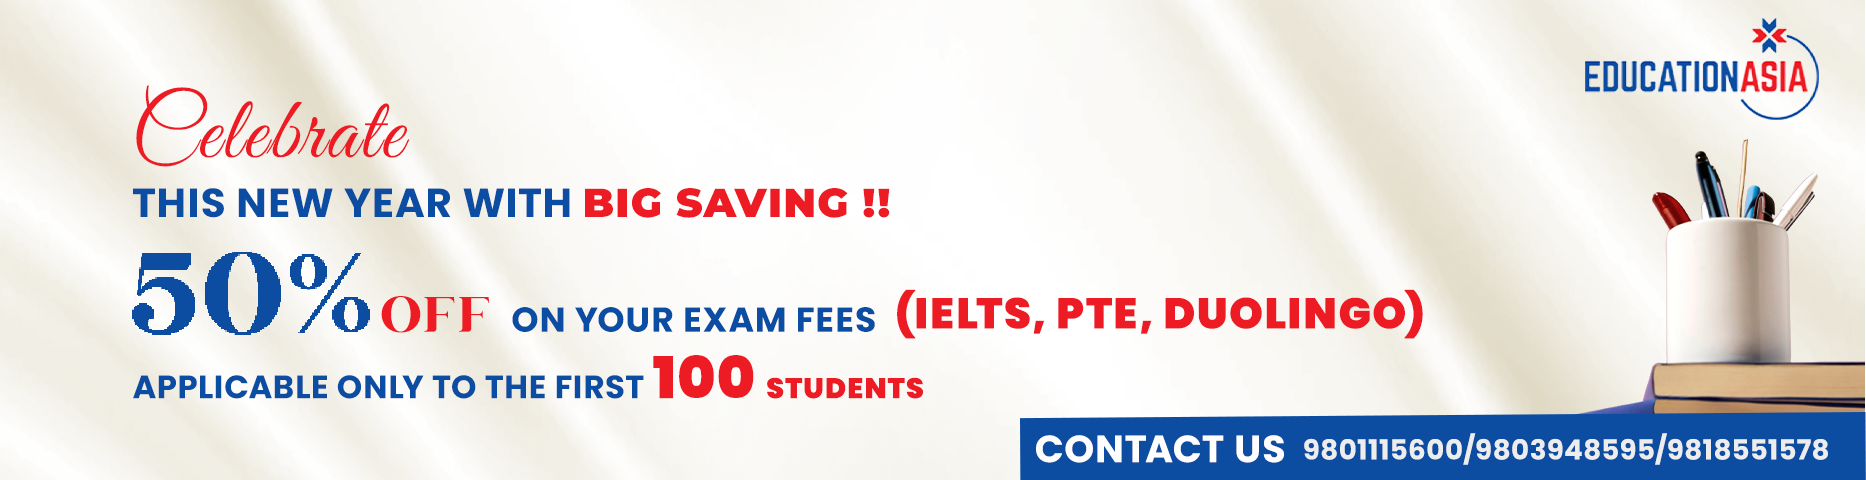 EDUCATIONASIA
Celebrate
THIS NEW YEAR WITH BIG SAVING !!
50% OFF ON YOUR EXAM FEES (IELTS, PTE, DUOLINGO)
APPLICABLE ONLY TO THE FIRST 100 STUDENTS
CONTACT US 9801115600/9803948595/9818551578